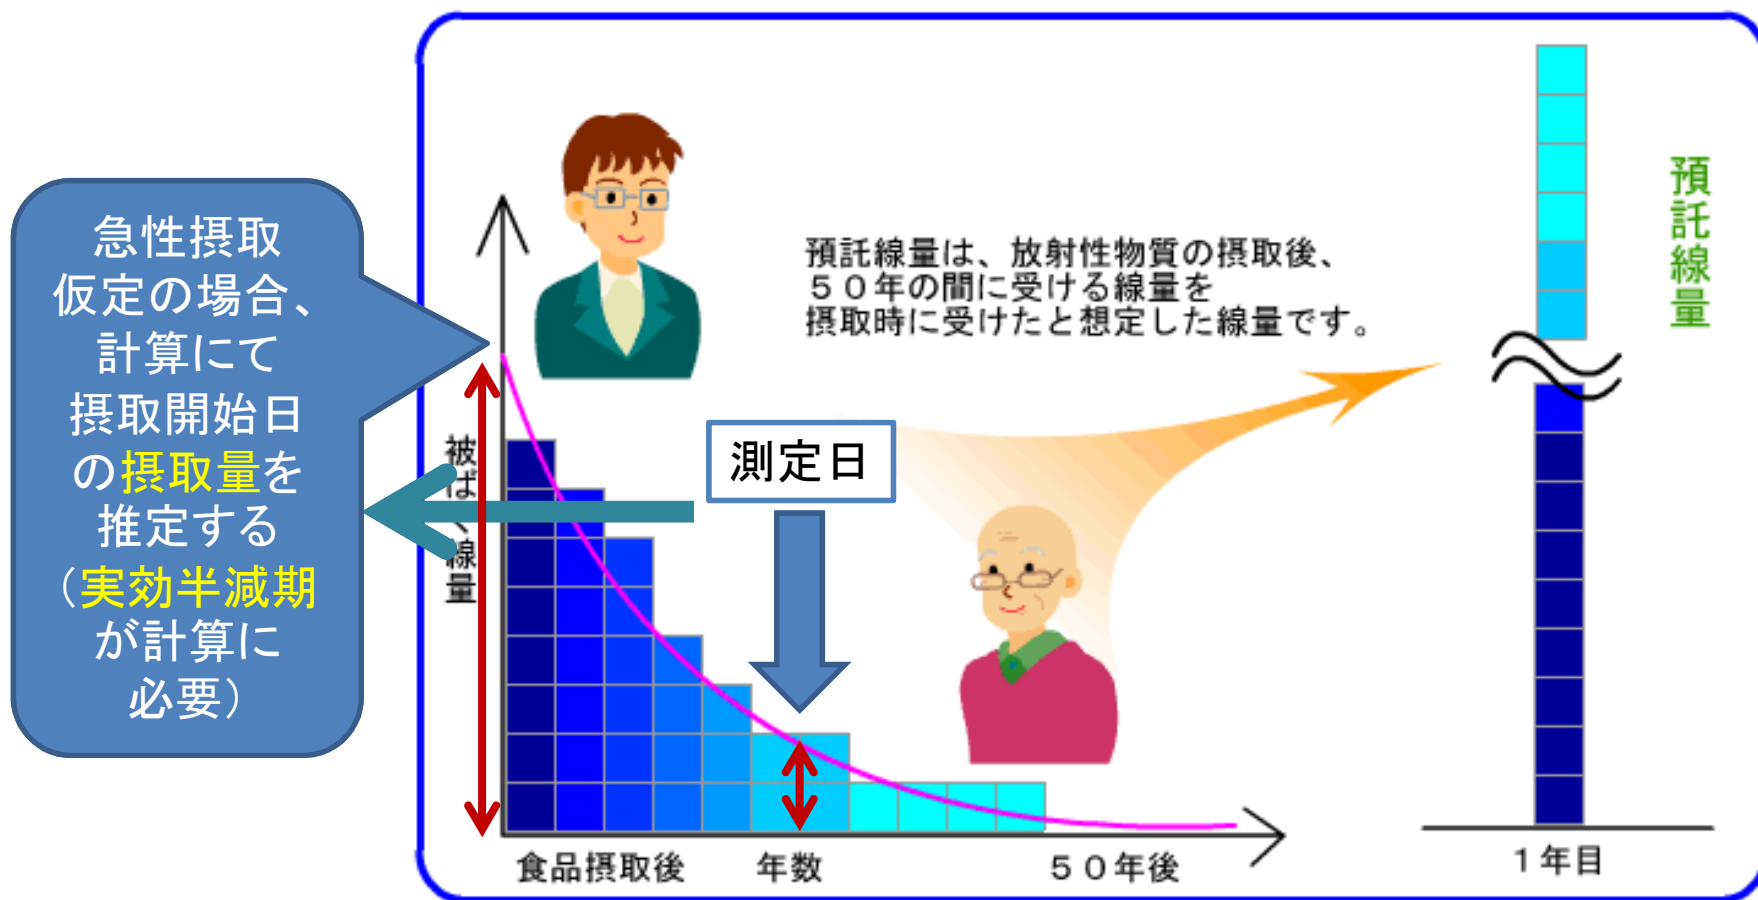 急性摂取
仮定の場合、
計算にて
摂取開始日
の摂取量を
推定する
（実効半減期
が計算に
必要）
預託線量は、放射性物質の摂取後、
５０年の間に受ける線量を
摂取時に受けたと想定した線量です。
預託線量
被ばく線量
測定日
食品摂取後
年数
５０年後
１年目